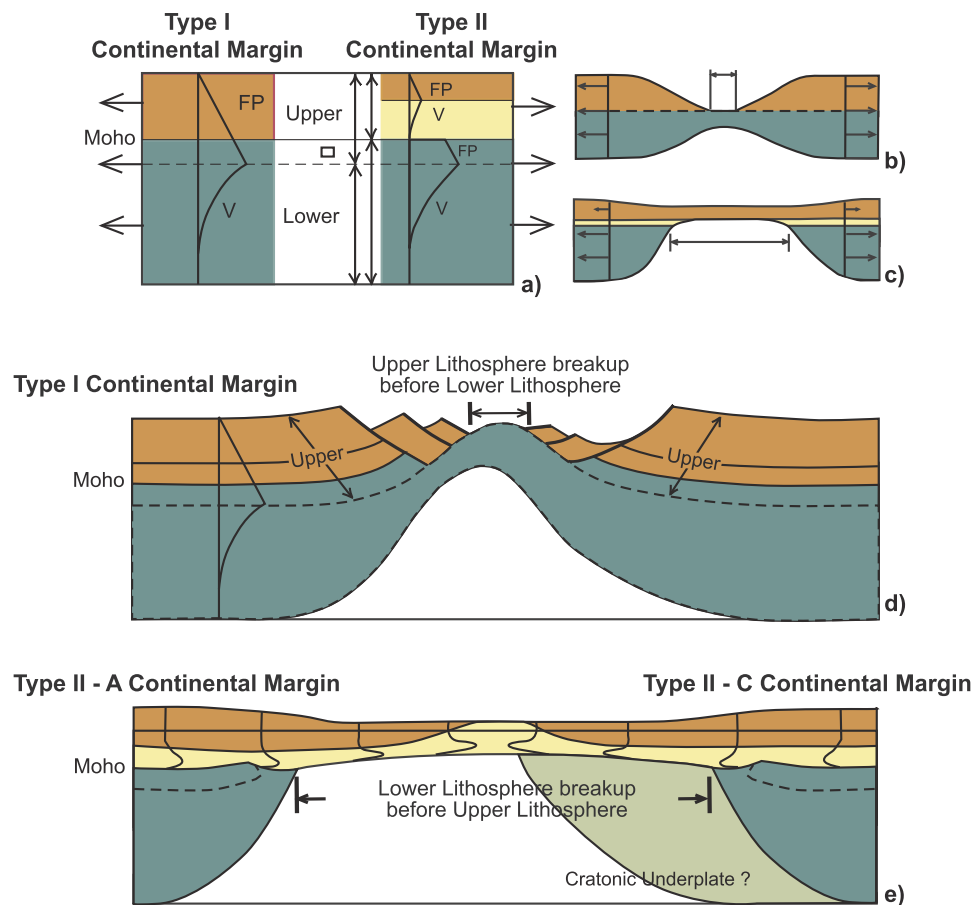 Type I
Continental Margin
Type II
Continental Margin
FP
Upper
FP
V
Moho
FP
V
Lower
V
a)
b)
c)
Upper Lithosphere breakup
before Lower Lithosphere
Type I Continental Margin
Upper
Upper
Moho
d)
Type II - A Continental Margin
Type II - C Continental Margin
Moho
Lower Lithosphere breakup
before Upper Lithosphere
Cratonic Underplate ?
e)